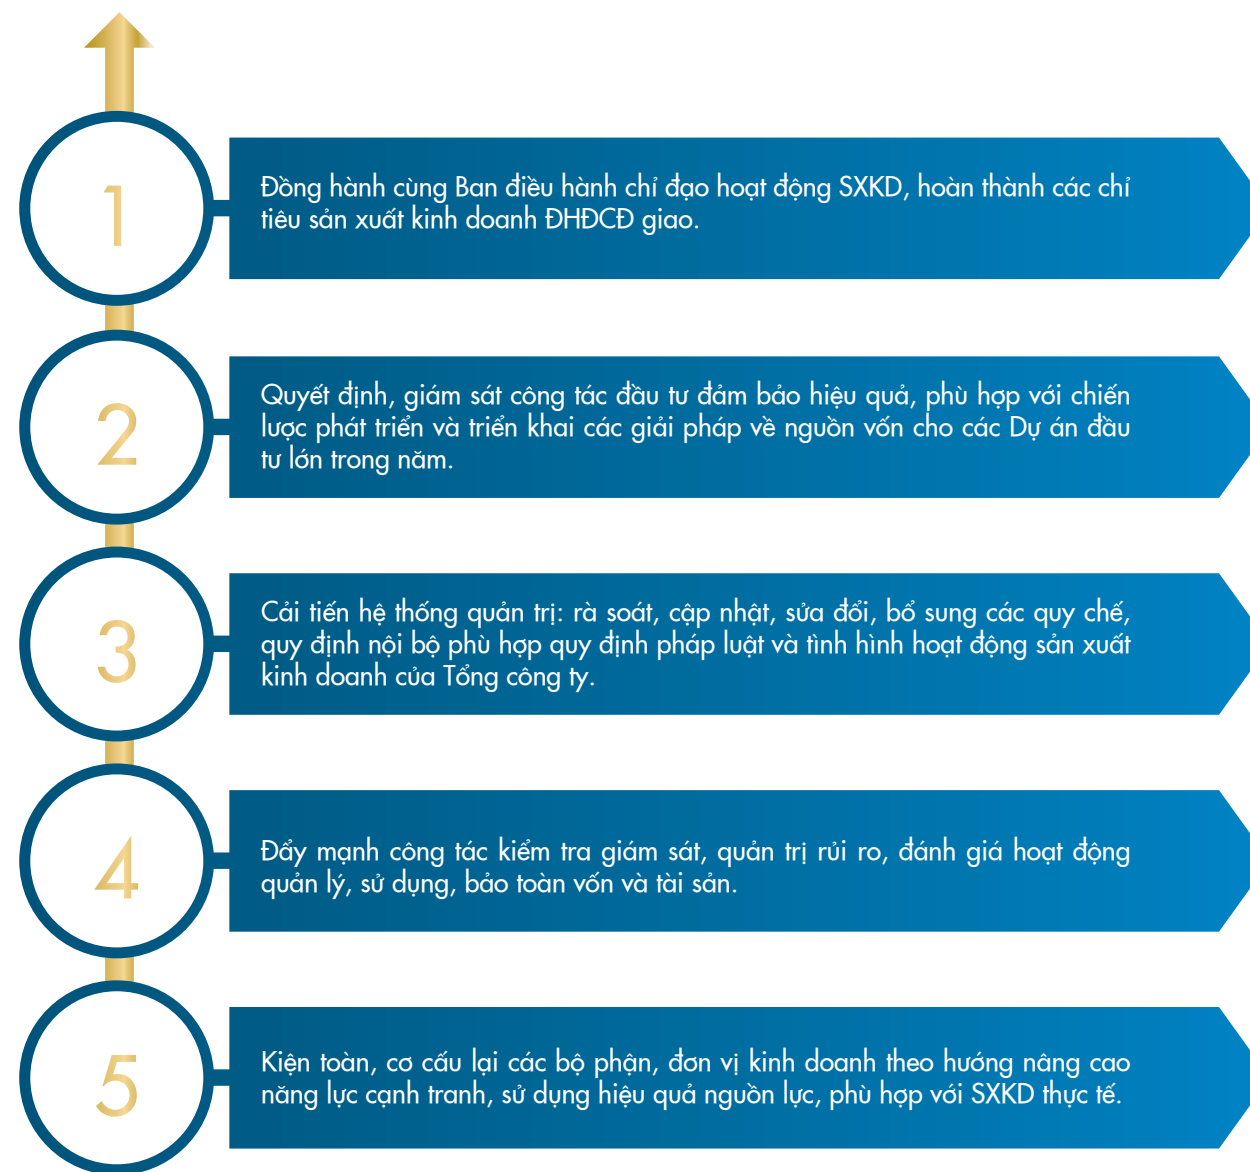 1
Đồng hành cùng Ban điều hành chỉ đạo hoạt động SXKD, hoàn thành các chỉ
tiêu sản xuất kinh doanh ĐHĐCĐ giao.
2
Quyết định, giám sát công tác đầu tư đảm bảo hiệu quả, phù hợp với chiến
lược phát triển và triển khai các giải pháp về nguồn vốn cho các Dự án đầu
tư lớn trong năm.
3
Cải tiến hệ thống quản trị: rà soát, cập nhật, sửa đổi, bổ sung các quy chế,
quy định nội bộ phù hợp quy định pháp luật và tình hình hoạt động sản xuất
kinh doanh của Tổng công ty.
4
Đẩy mạnh công tác kiểm tra giám sát, quản trị rủi ro, đánh giá hoạt động
quản lý, sử dụng, bảo toàn vốn và tài sản.
5
Kiện toàn, cơ cấu lại các bộ phận, đơn vị kinh doanh theo hướng nâng cao
năng lực cạnh tranh, sử dụng hiệu quả nguồn lực, phù hợp với SXKD thực tế.